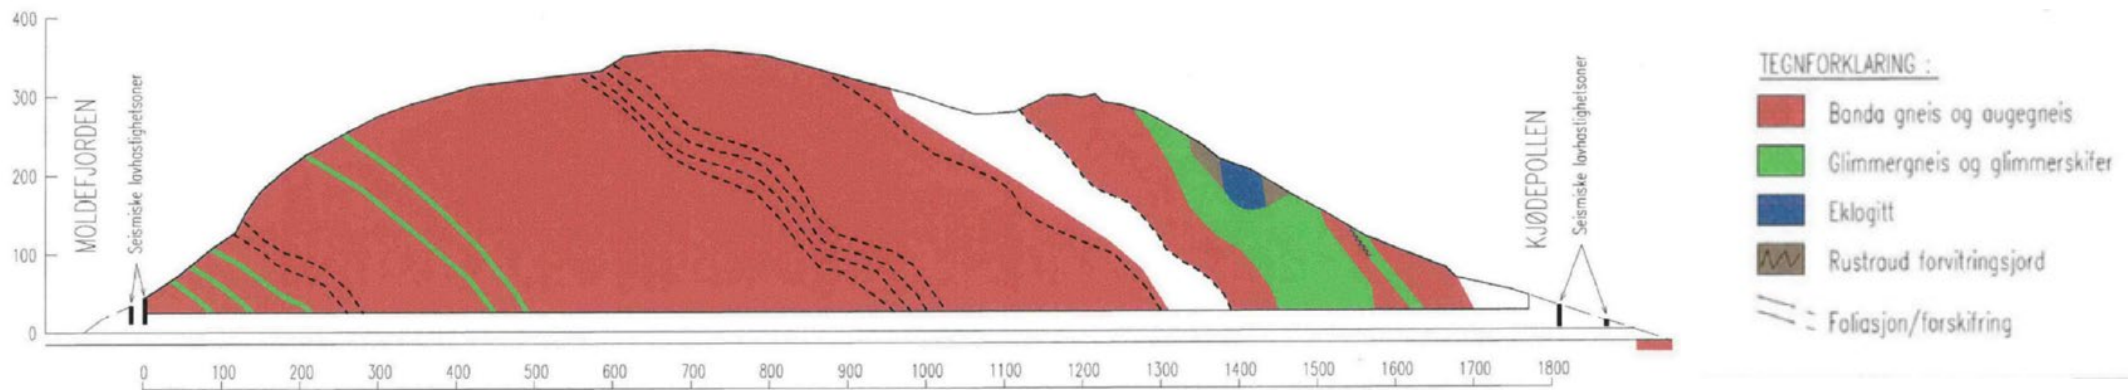 400
300
200
100
0
MOLDEFJORDEN
Seismiske lavhastighetsoner
KJØDEPOLLEN
Seismiske lavhastighetsoner
0 100 200 300 400 500 600 700 800 900 1000 1100 1200 1300 1400 1500 1600 1700 1800
TEGNFORKLARING :
Banda gneis og augegneis
Glimmergneis og glimmerskifer
Eklogitt
Rustraud forvitringsjord
Foliasjon/forskifring